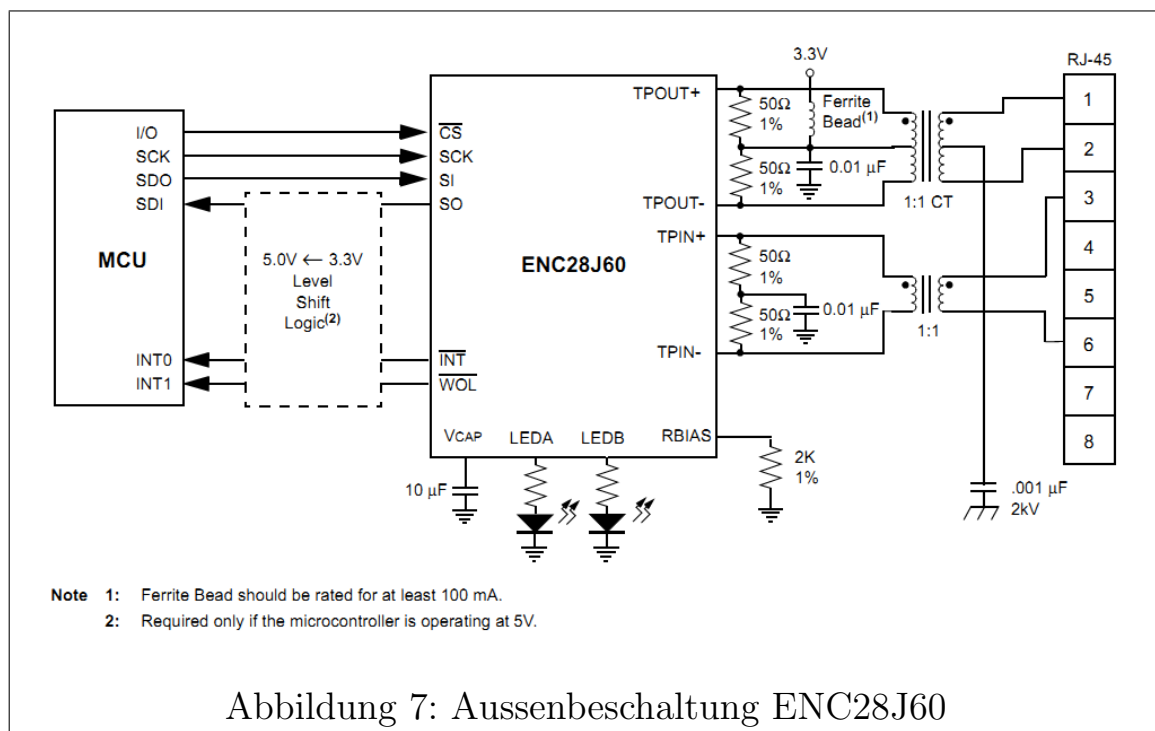 3.3V
RJ-45
MCU
I/O
SCK
SDO
SDI
INT0
INT1
5.0V ← 3.3V
Level
Shift
Logic(2)
ENC28J60
CS
SCK
SI
SO
INT
WOL
VCAP
LEDA
LEDB
RBIAS
TPOUT+
TPOUT-
TPIN+
TPIN-
50Ω
1%
Ferrite
Bead(1)
50Ω
1%
0.01 µF
1:1 CT
50Ω
1%
50Ω
1%
0.01 µF
1:1
1
2
3
4
5
6
7
8
10 µF
2K
1%
.001 µF
2kV
Note 1: Ferrite Bead should be rated for at least 100 mA.
2: Required only if the microcontroller is operating at 5V.
Abbildung 7: Aussenbeschaltung ENC28J60